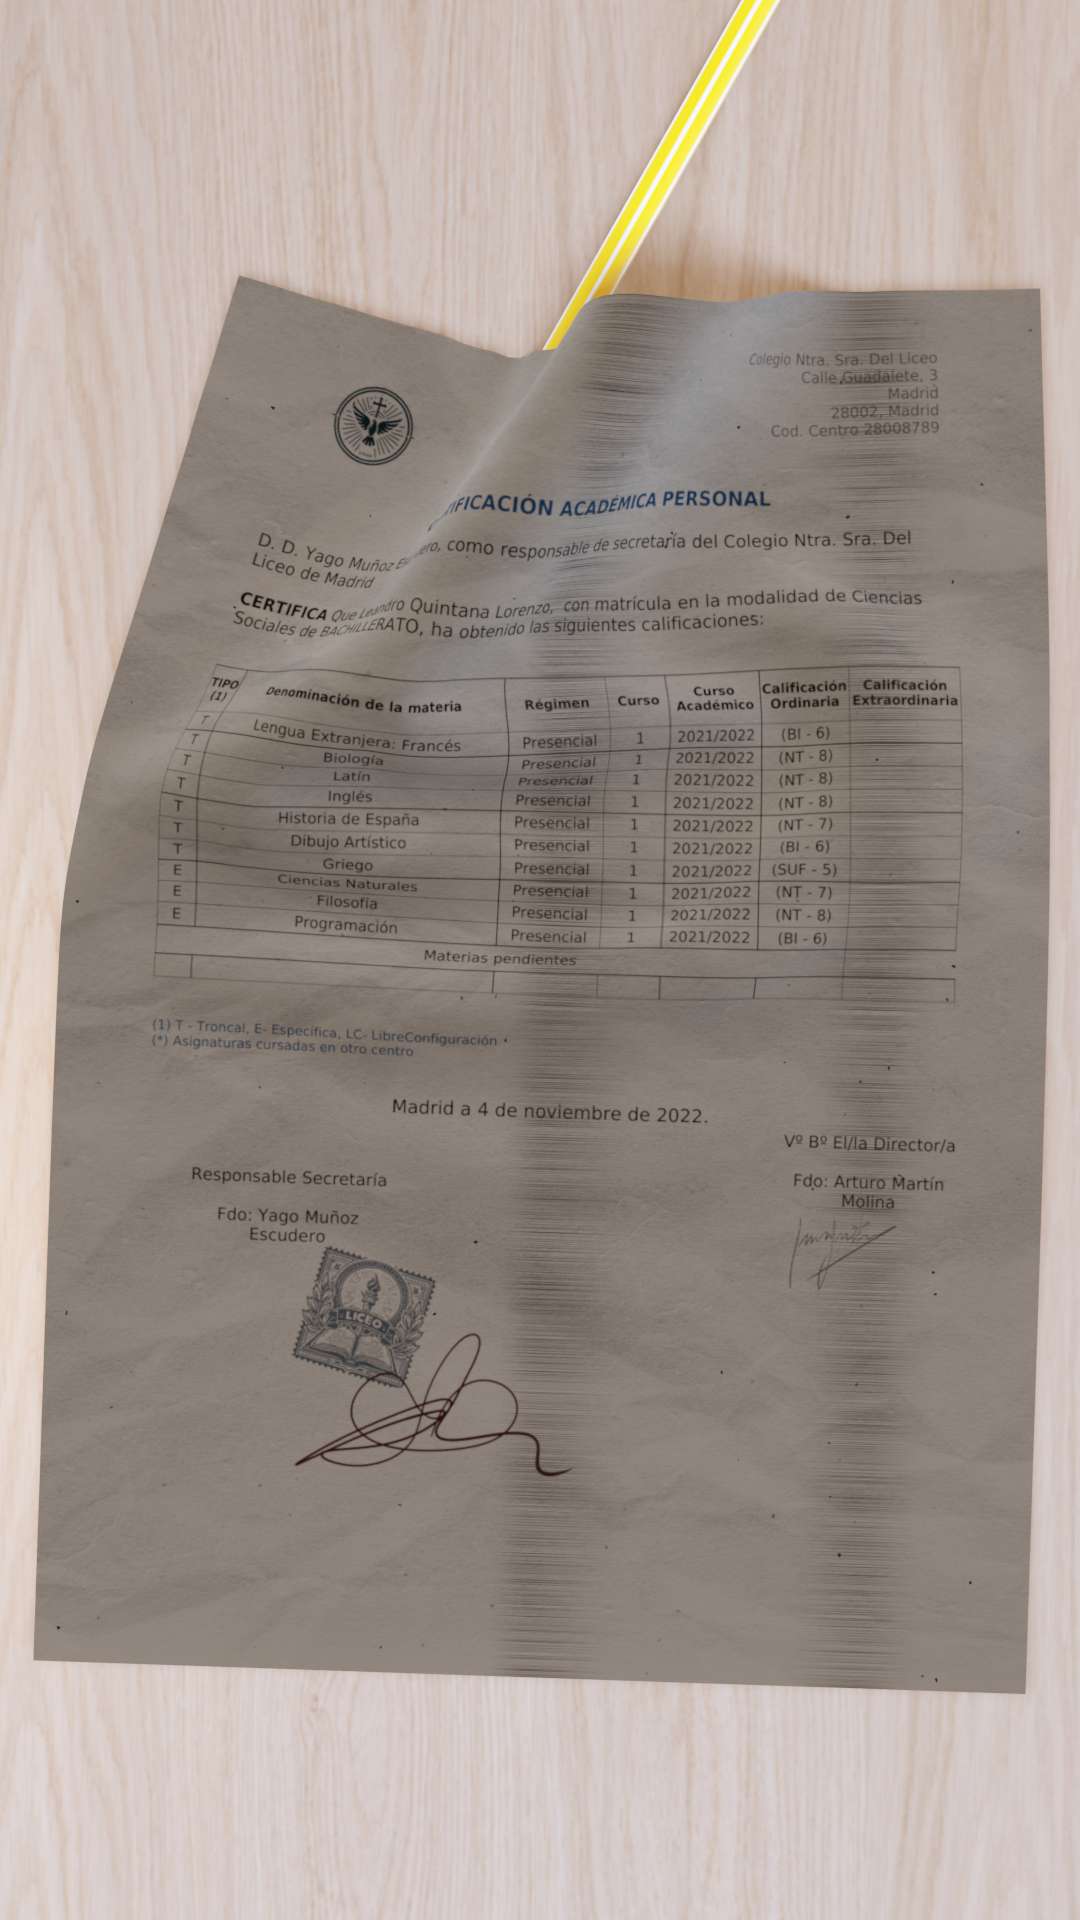 Colegio Ntra. Sra. Del Liceo
Calle Guadalete, 3
Madrid
28002, Madrid
Cod. Centro 28008789
ACADÉMICA PERSONAL
D. D. Yago Muñoz como responsable de secretaría del Colegio Ntra. Sra. Del
Liceo de Madrid
CERTIFICA Que Leandro Quintana Lorenzo, con matrícula en la modalidad de Ciencias
Sociales de BACHILLERATO, ha obtenido las siguientes calificaciones:
TIPO (1) Denominación de la materia Régimen Curso Curso Académico Calificación Ordinaria Calificación Extraordinaria
T Lengua Extranjera: Francés Presencial 1 2021/2022 (BI - 6)
T Biología Presencial 1 2021/2022 (NT - 8)
T Latín Presencial 1 2021/2022 (NT - 8)
T Inglés Presencial 1 2021/2022 (NT - 8)
T Historia de España Presencial 1 2021/2022 (NT - 7)
T Dibujo Artístico Presencial 1 2021/2022 (BI - 6)
T Griego Presencial 1 2021/2022 (SUF - 5)
E Ciencias Naturales Presencial 1 2021/2022 (NT - 7)
E Filosofía Presencial 1 2021/2022 (NT - 8)
E Programación Presencial 1 2021/2022 (BI - 6)
Materias pendientes
(1) T - Troncal, E- Específica, LC- LibreConfiguración
(*) Asignaturas cursadas en otro centro
Madrid a 4 de noviembre de 2022.
Vº Bº El/la Director/a
Responsable Secretaría
Fdo: Arturo Martín
Molina
Fdo: Yago Muñoz
Escudero
LICEO